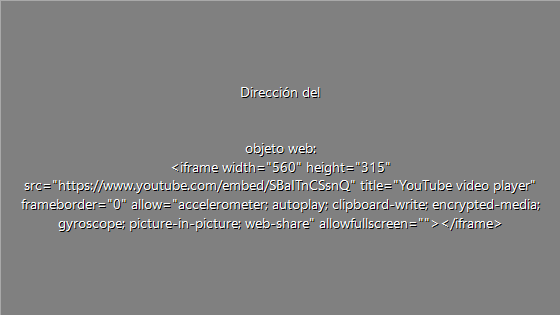 Dirección del
objeto web:
<iframe width="560" height="315"
src="https://www.youtube.com/embed/SBaITnCSsnQ" title="YouTube video player"
frameborder="0" allow="accelerometer; autoplay; clipboard-write; encrypted-media;
gyroscope; picture-in-picture; web-share" allowfullscreen=""></iframe>